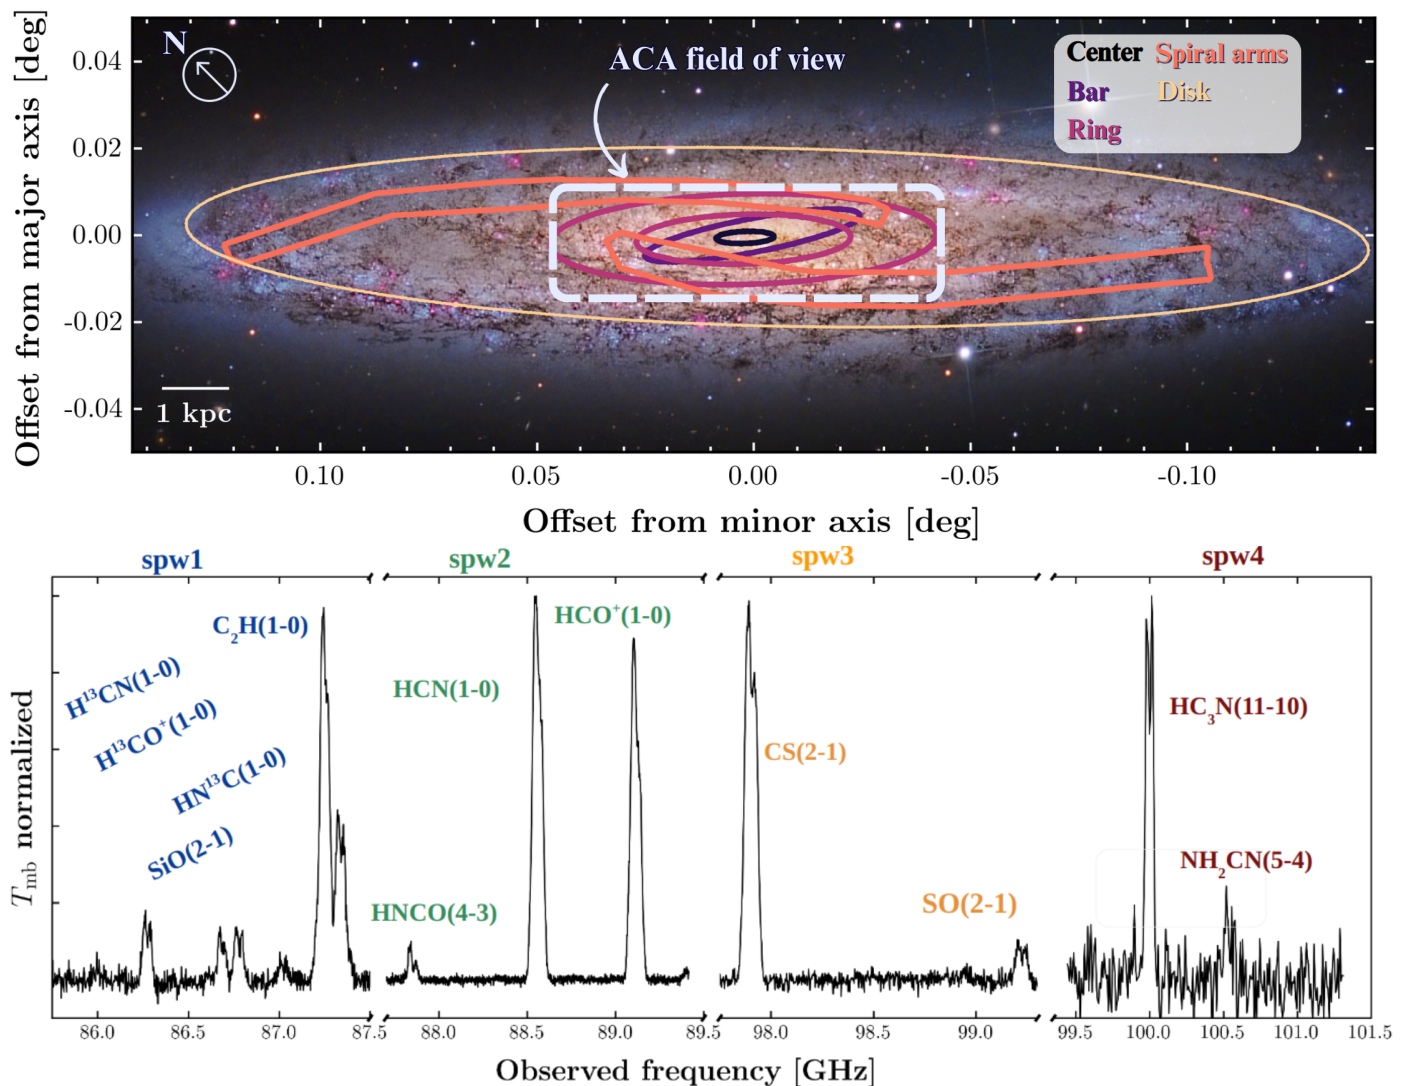 N
ACA field of view
Center Spiral arms
Bar Disk
Ring
Offset from major axis [deg]
0.04
0.02
0.00
-0.02
-0.04
1 kpc
0.10 0.05 0.00 -0.05 -0.10
Offset from minor axis [deg]
spw1 spw2 spw3 spw4
C₂H(1-0)
HCO⁺(1-0)
H¹³CN(1-0)
HCN(1-0)
H¹³CO⁺(1-0)
HC₃N(11-10)
CS(2-1)
HN¹³C(1-0)
SiO(2-1)
NH₂CN(5-4)
HNCO(4-3)
SO(2-1)
T_mb normalized
86.0 86.5 87.0 87.5 88.0 88.5 89.0 89.5 98.0 98.5 99.0 99.5 100.0 100.5 101.0 101.5
Observed frequency [GHz]